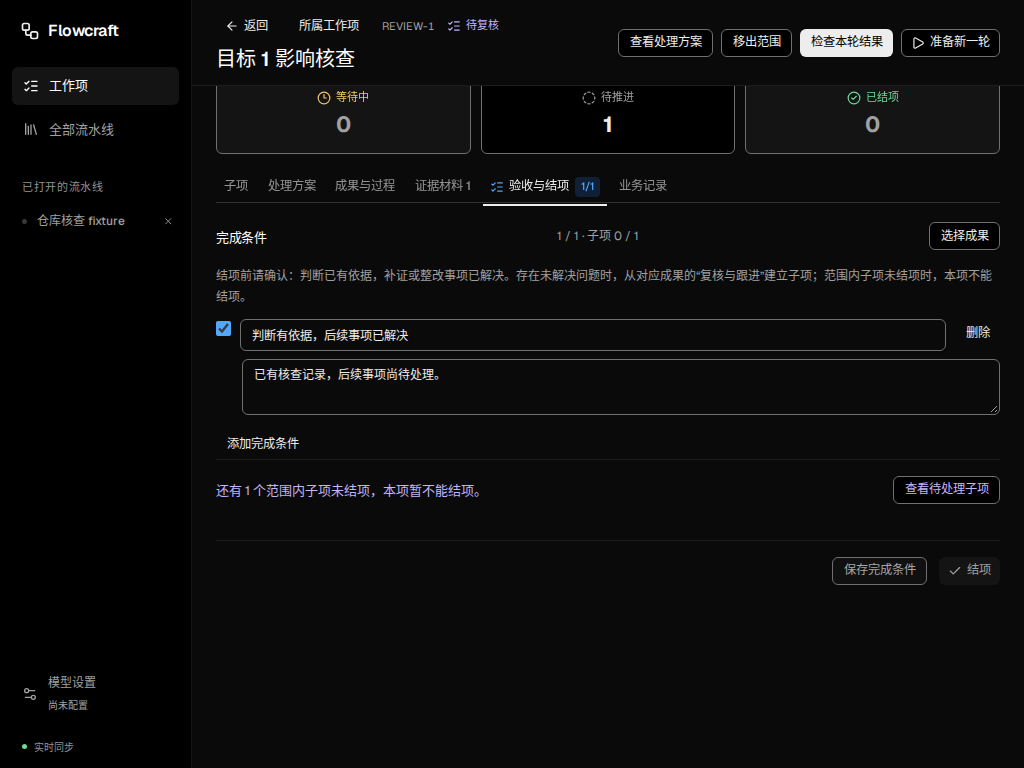 Flowcraft
工作项
全部流水线
已打开的流水线
仓库核查 fixture
模型设置
尚未配置
实时同步
返回
所属工作项
REVIEW-1
待复核
目标 1 影响核查
查看处理方案
移出范围
检查本轮结果
准备新一轮
等待中
0
待推进
1
已结项
0
子项
处理方案
成果与过程
证据材料 1
验收与结项 1/1
业务记录
完成条件
1 / 1 · 子项 0 / 1
选择成果
结项前请确认：判断已有依据，补证或整改事项已解决。存在未解决问题时，从对应成果的“复核与跟进”建立子项；范围内子项未结项时，本项不能
结项。
判断有依据，后续事项已解决
删除
已有核查记录，后续事项尚待处理。
添加完成条件
还有 1 个范围内子项未结项，本项暂不能结项。
查看待处理子项
保存完成条件
结项